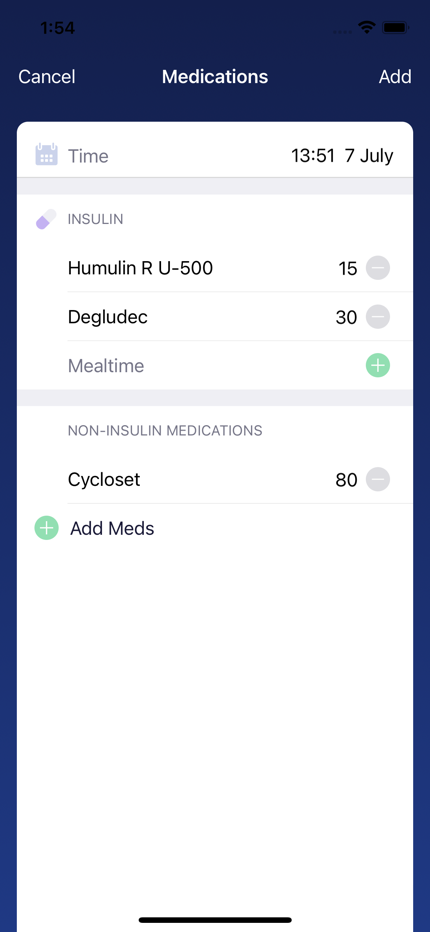 1:54
Cancel Medications Add
Time 13:51 7 July
INSULIN
Humulin R U-500 15
Degludec 30
Mealtime
NON-INSULIN MEDICATIONS
Cycloset 80
Add Meds